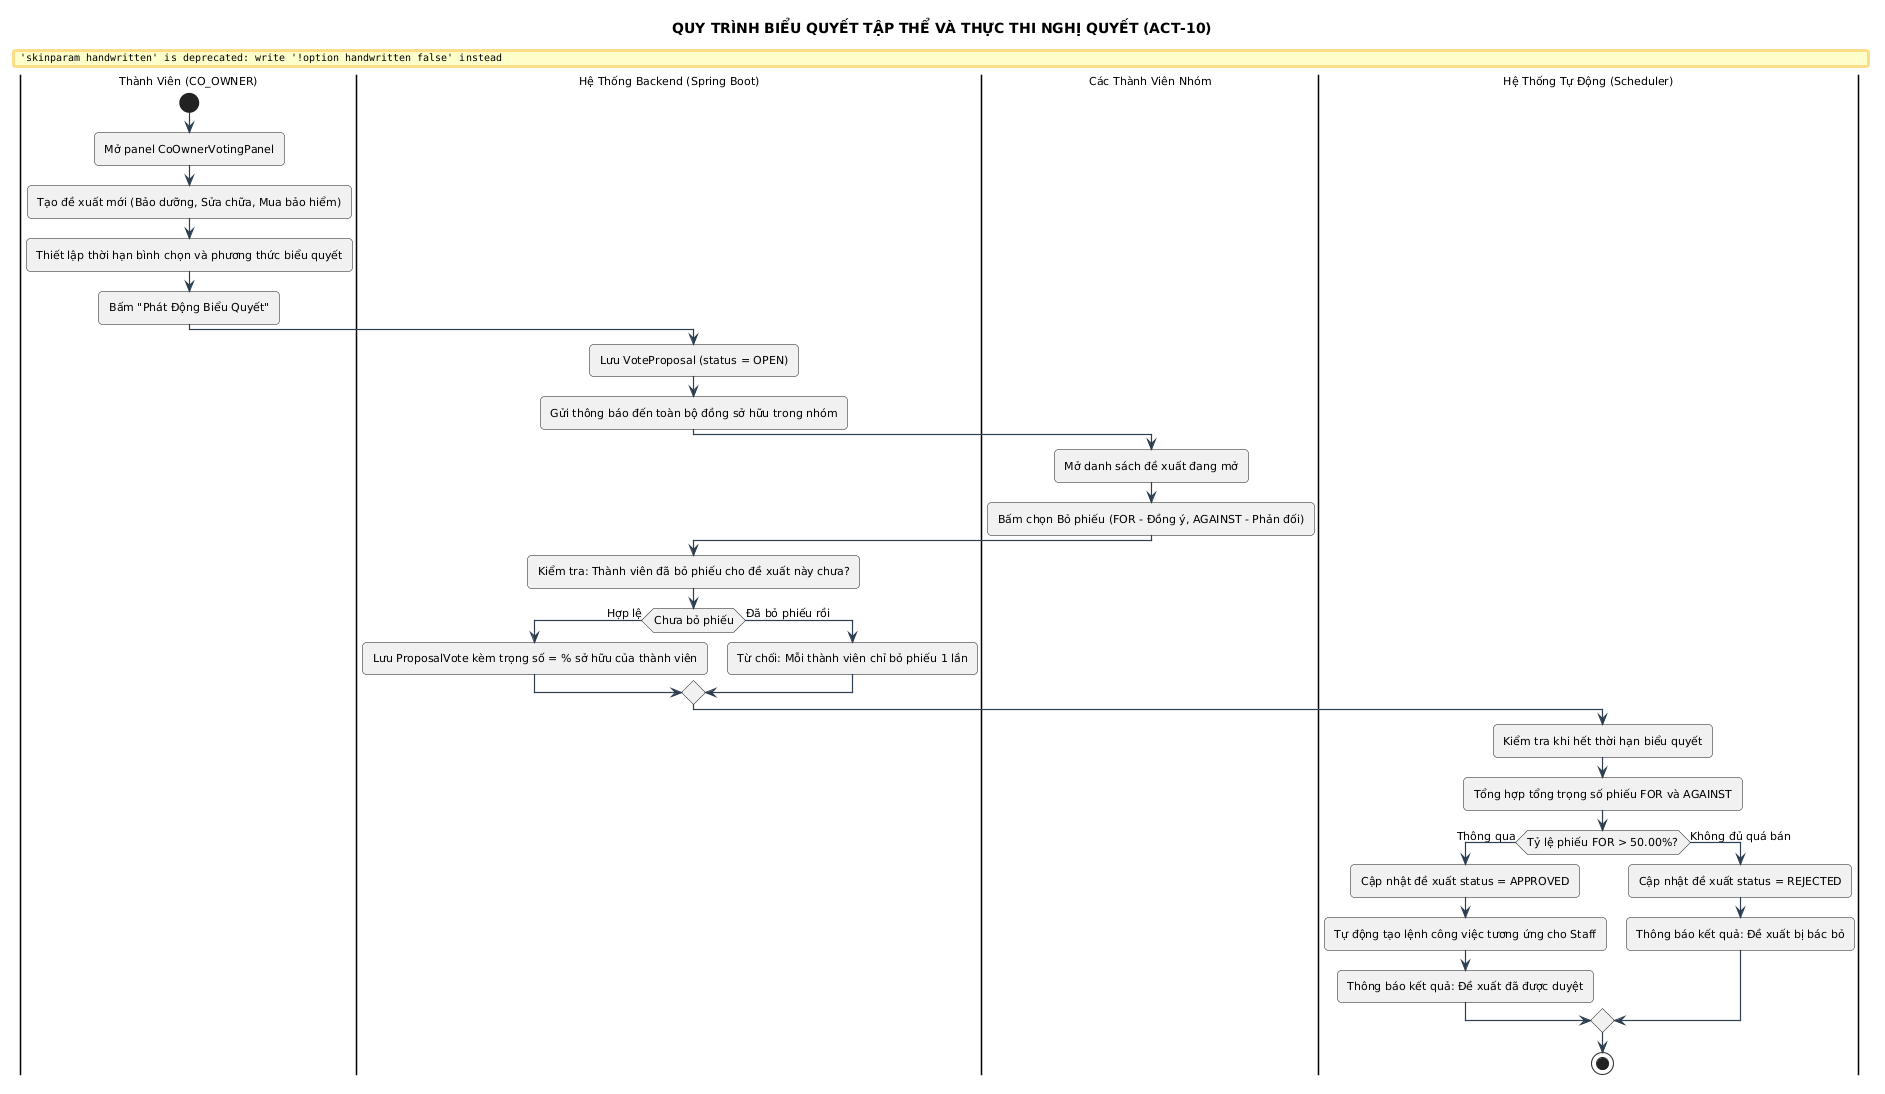 QUY TRÌNH BIỂU QUYẾT TẬP THỂ VÀ THỰC THI NGHỊ QUYẾT (ACT-10)
'skinparam handwritten' is deprecated: write '!option handwritten false' instead
Thành Viên (CO_OWNER)
Hệ Thống Backend (Spring Boot)
Các Thành Viên Nhóm
Hệ Thống Tự Động (Scheduler)
Mở panel CoOwnerVotingPanel
Tạo đề xuất mới (Bảo dưỡng, Sửa chữa, Mua bảo hiểm)
Thiết lập thời hạn bình chọn và phương thức biểu quyết
Bấm "Phát Động Biểu Quyết"
Lưu VoteProposal (status = OPEN)
Gửi thông báo đến toàn bộ đồng sở hữu trong nhóm
Mở danh sách đề xuất đang mở
Bấm chọn Bỏ phiếu (FOR - Đồng ý, AGAINST - Phản đối)
Kiểm tra: Thành viên đã bỏ phiếu cho đề xuất này chưa?
Hợp lệ
Chưa bỏ phiếu
Đã bỏ phiếu rồi
Lưu ProposalVote kèm trọng số = % sở hữu của thành viên
Từ chối: Mỗi thành viên chỉ bỏ phiếu 1 lần
Kiểm tra khi hết thời hạn biểu quyết
Tổng hợp tổng trọng số phiếu FOR và AGAINST
Thông qua
Tỷ lệ phiếu FOR > 50.00%?
Không đủ quá bán
Cập nhật đề xuất status = APPROVED
Cập nhật đề xuất status = REJECTED
Tự động tạo lệnh công việc tương ứng cho Staff
Thông báo kết quả: Đề xuất bị bác bỏ
Thông báo kết quả: Đề xuất đã được duyệt